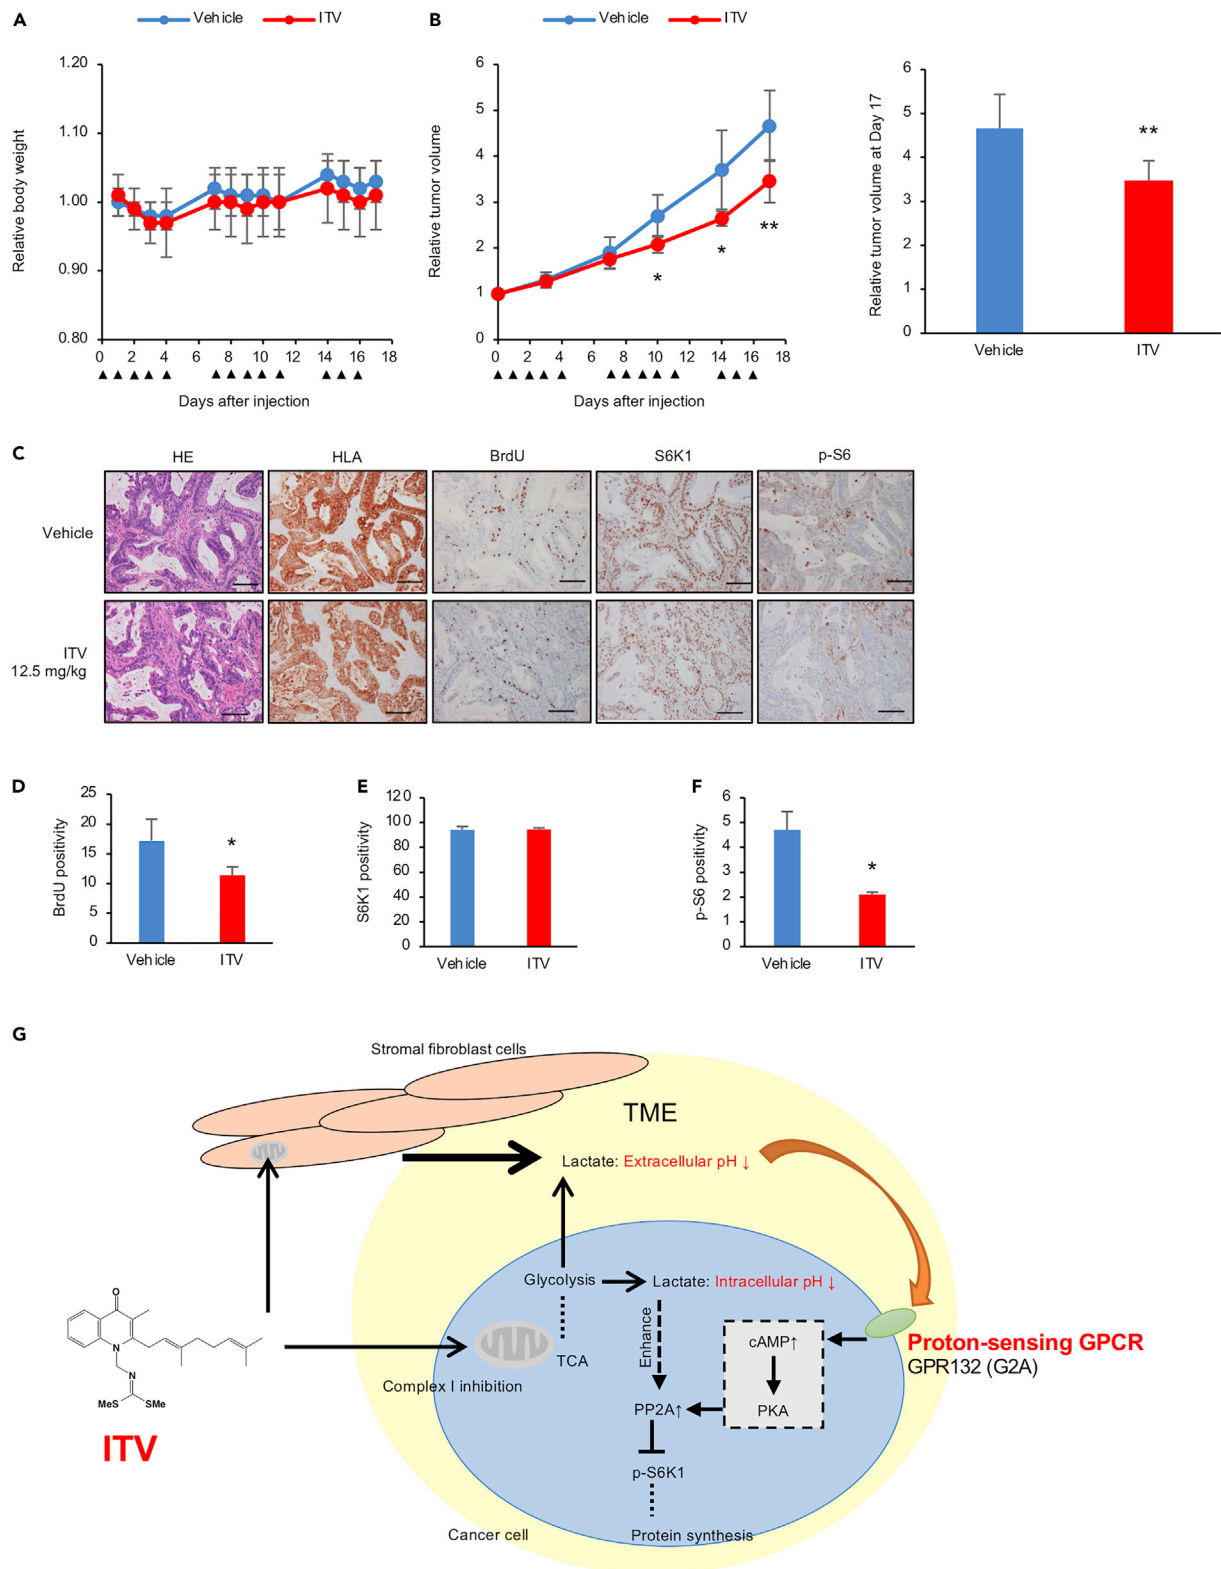 A
Vehicle
ITV
Relative body weight
1.20
1.10
1.00
0.90
0.80
0 2 4 6 8 10 12 14 16 18
▲ ▲ ▲ ▲ ▲ ▲ ▲ ▲ ▲ ▲ ▲ ▲ ▲
Days after injection
B
Vehicle
ITV
Relative tumor volume
6
5
4
3
2
1
0
*
*
**
0 2 4 6 8 10 12 14 16 18
▲ ▲ ▲ ▲ ▲ ▲ ▲ ▲ ▲ ▲ ▲ ▲ ▲
Days after injection
Relative tumor volume at Day 17
6
5
4
3
2
1
0
**
Vehicle ITV
C
HE HLA BrdU S6K1 p-S6
Vehicle
ITV
12.5 mg/kg
D
BrdU positivity
25
20
15
10
5
0
*
Vehicle ITV
E
S6K1 positivity
120
100
80
60
40
20
0
Vehicle ITV
F
p-S6 positivity
6
5
4
3
2
1
0
*
Vehicle ITV
G
Stromal fibroblast cells
TME
Lactate: Extracellular pH ↓
Glycolysis
Lactate: Intracellular pH ↓
Enhance
TCA
Complex I inhibition
cAMP↑
PKA
PP2A↑
p-S6K1
Protein synthesis
Cancer cell
Proton-sensing GPCR
GPR132 (G2A)
O
N
N
MeS
SMe
ITV